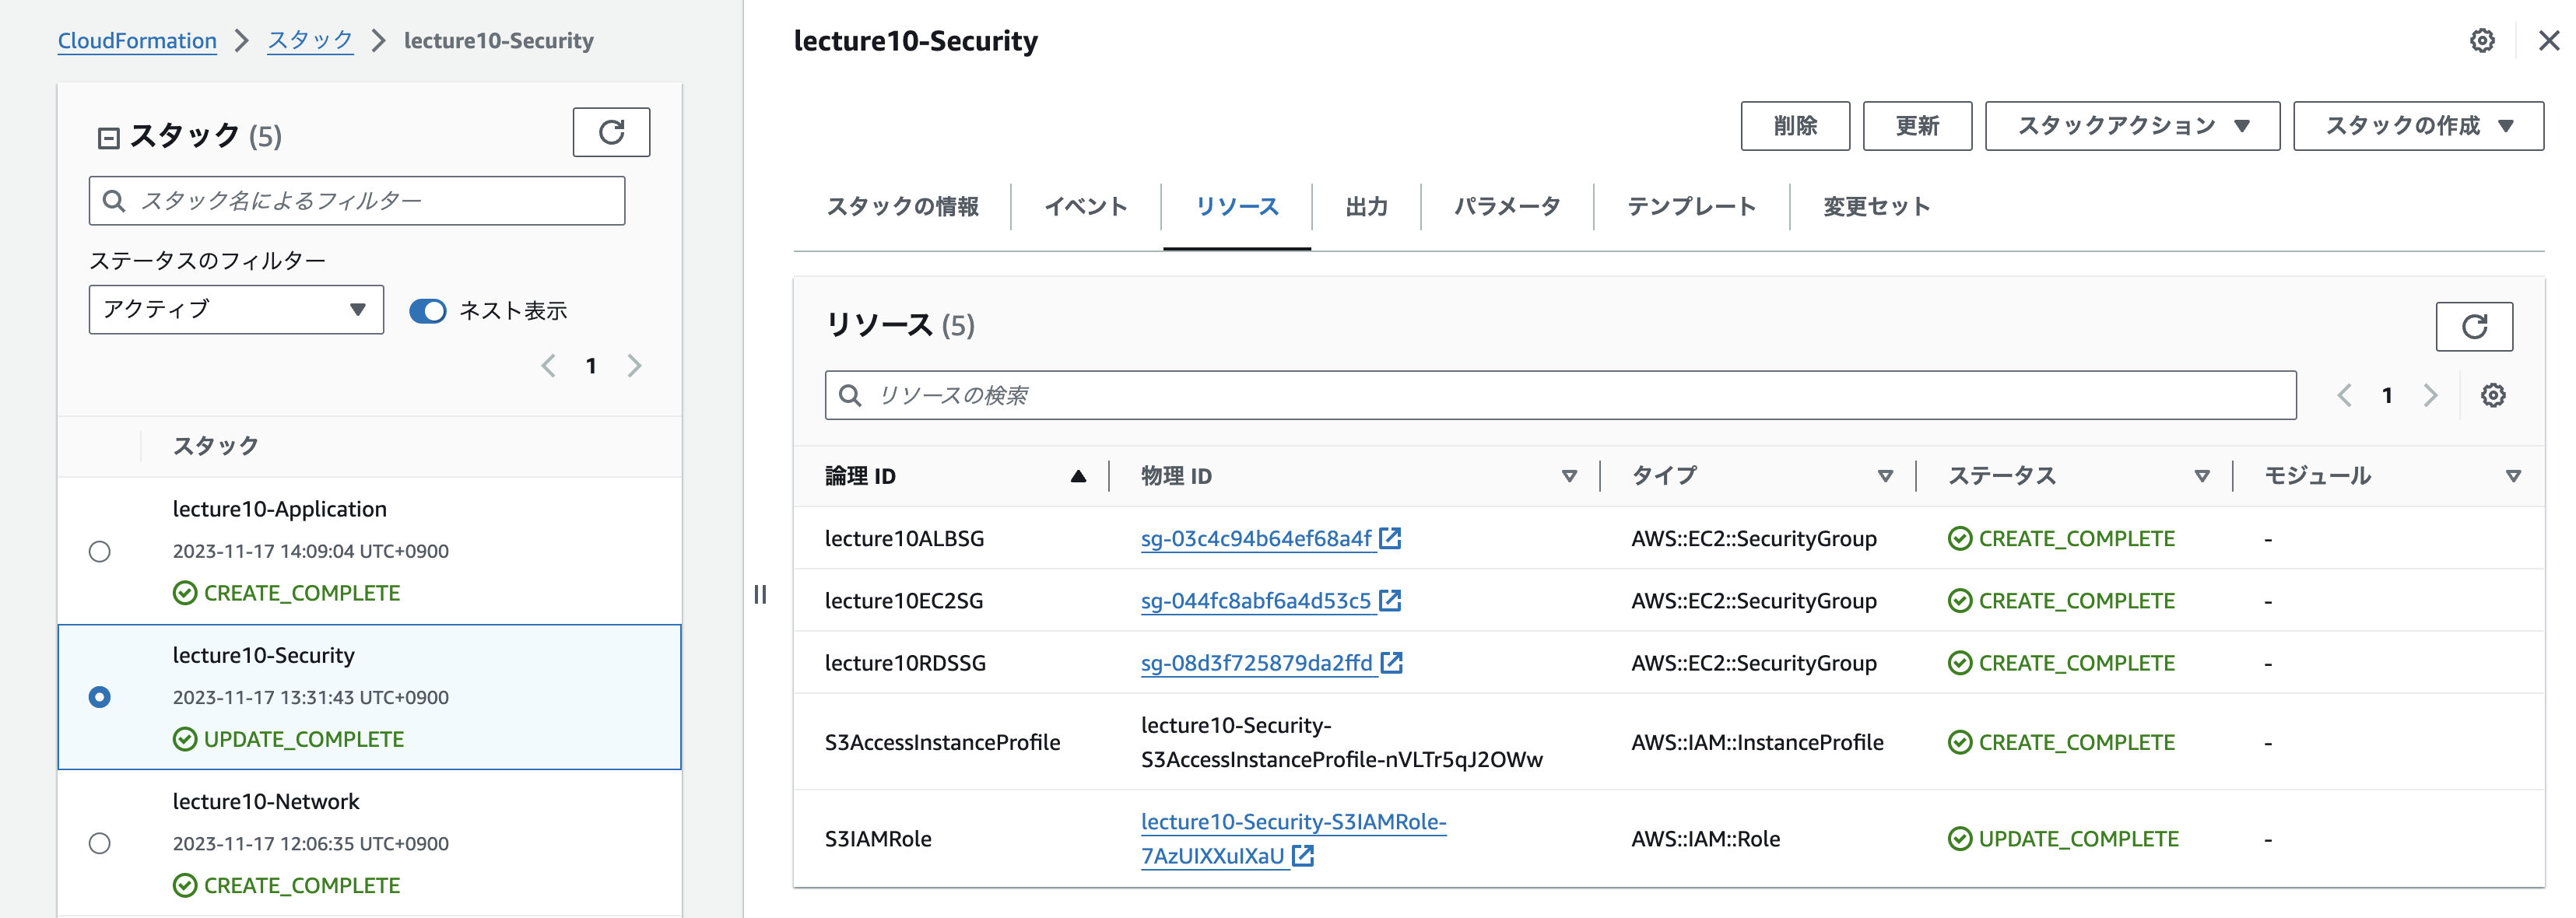 CloudFormation > スタック > lecture10-Security
スタック (5)
スタック名によるフィルター
ステータスのフィルター
アクティブ
ネスト表示
1
スタック
lecture10-Application
2023-11-17 14:09:04 UTC+0900
CREATE_COMPLETE
lecture10-Security
2023-11-17 13:31:43 UTC+0900
UPDATE_COMPLETE
lecture10-Network
2023-11-17 12:06:35 UTC+0900
CREATE_COMPLETE
lecture10-Security
削除 更新 スタックアクション スタックの作成
スタックの情報 イベント リソース 出力 パラメータ テンプレート 変更セット
リソース (5)
リソースの検索
1
論理 ID 物理 ID タイプ ステータス モジュール
lecture10ALBSG sg-03c4c94b64ef68a4f AWS::EC2::SecurityGroup CREATE_COMPLETE -
lecture10EC2SG sg-044fc8abf6a4d53c5 AWS::EC2::SecurityGroup CREATE_COMPLETE -
lecture10RDSSG sg-08d3f725879da2ffd AWS::EC2::SecurityGroup CREATE_COMPLETE -
lecture10-Security-
S3AccessInstanceProfile S3AccessInstanceProfile-nVLTr5qJ2OWw AWS::IAM::InstanceProfile CREATE_COMPLETE -
lecture10-Security-S3IAMRole-
S3IAMRole 7AzUIXXuIXaU AWS::IAM::Role UPDATE_COMPLETE -